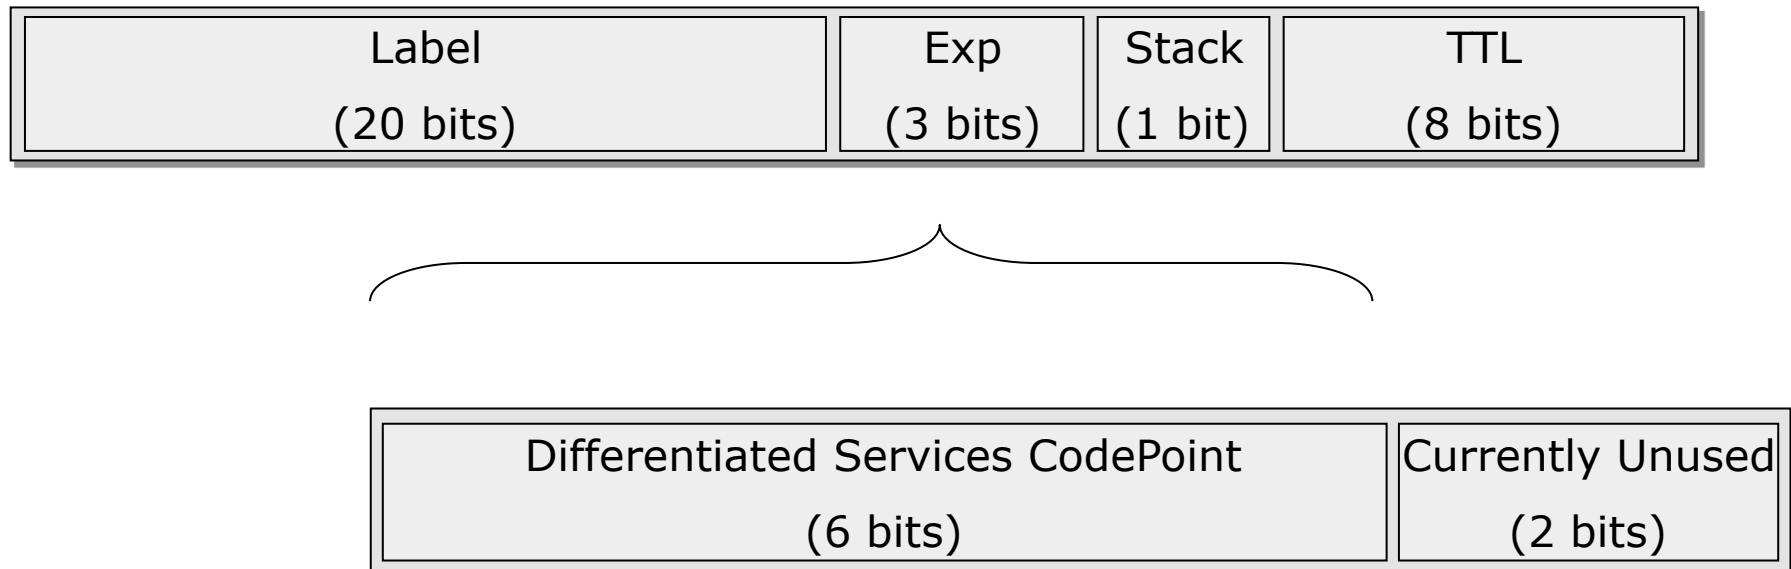 Label
(20 bits)
Exp
(3 bits)
Stack
(1 bit)
TTL
(8 bits)
Differentiated Services CodePoint
(6 bits)
Currently Unused
(2 bits)